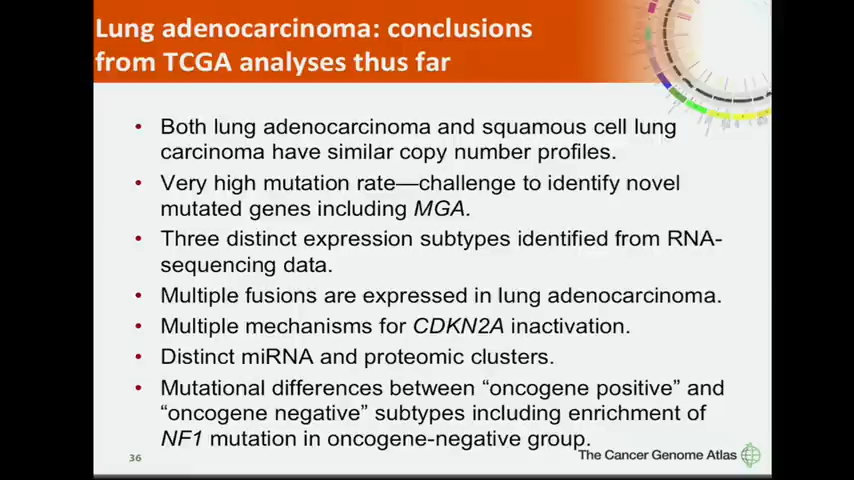 Lung adenocarcinoma: conclusions
from TCGA analyses thus far
• Both lung adenocarcinoma and squamous cell lung
carcinoma have similar copy number profiles.
• Very high mutation rate—challenge to identify novel
mutated genes including MGA.
• Three distinct expression subtypes identified from RNA-
sequencing data.
• Multiple fusions are expressed in lung adenocarcinoma.
• Multiple mechanisms for CDKN2A inactivation.
• Distinct miRNA and proteomic clusters.
• Mutational differences between “oncogene positive” and
“oncogene negative” subtypes including enrichment of
NF1 mutation in oncogene-negative group.
36
The Cancer Genome Atlas